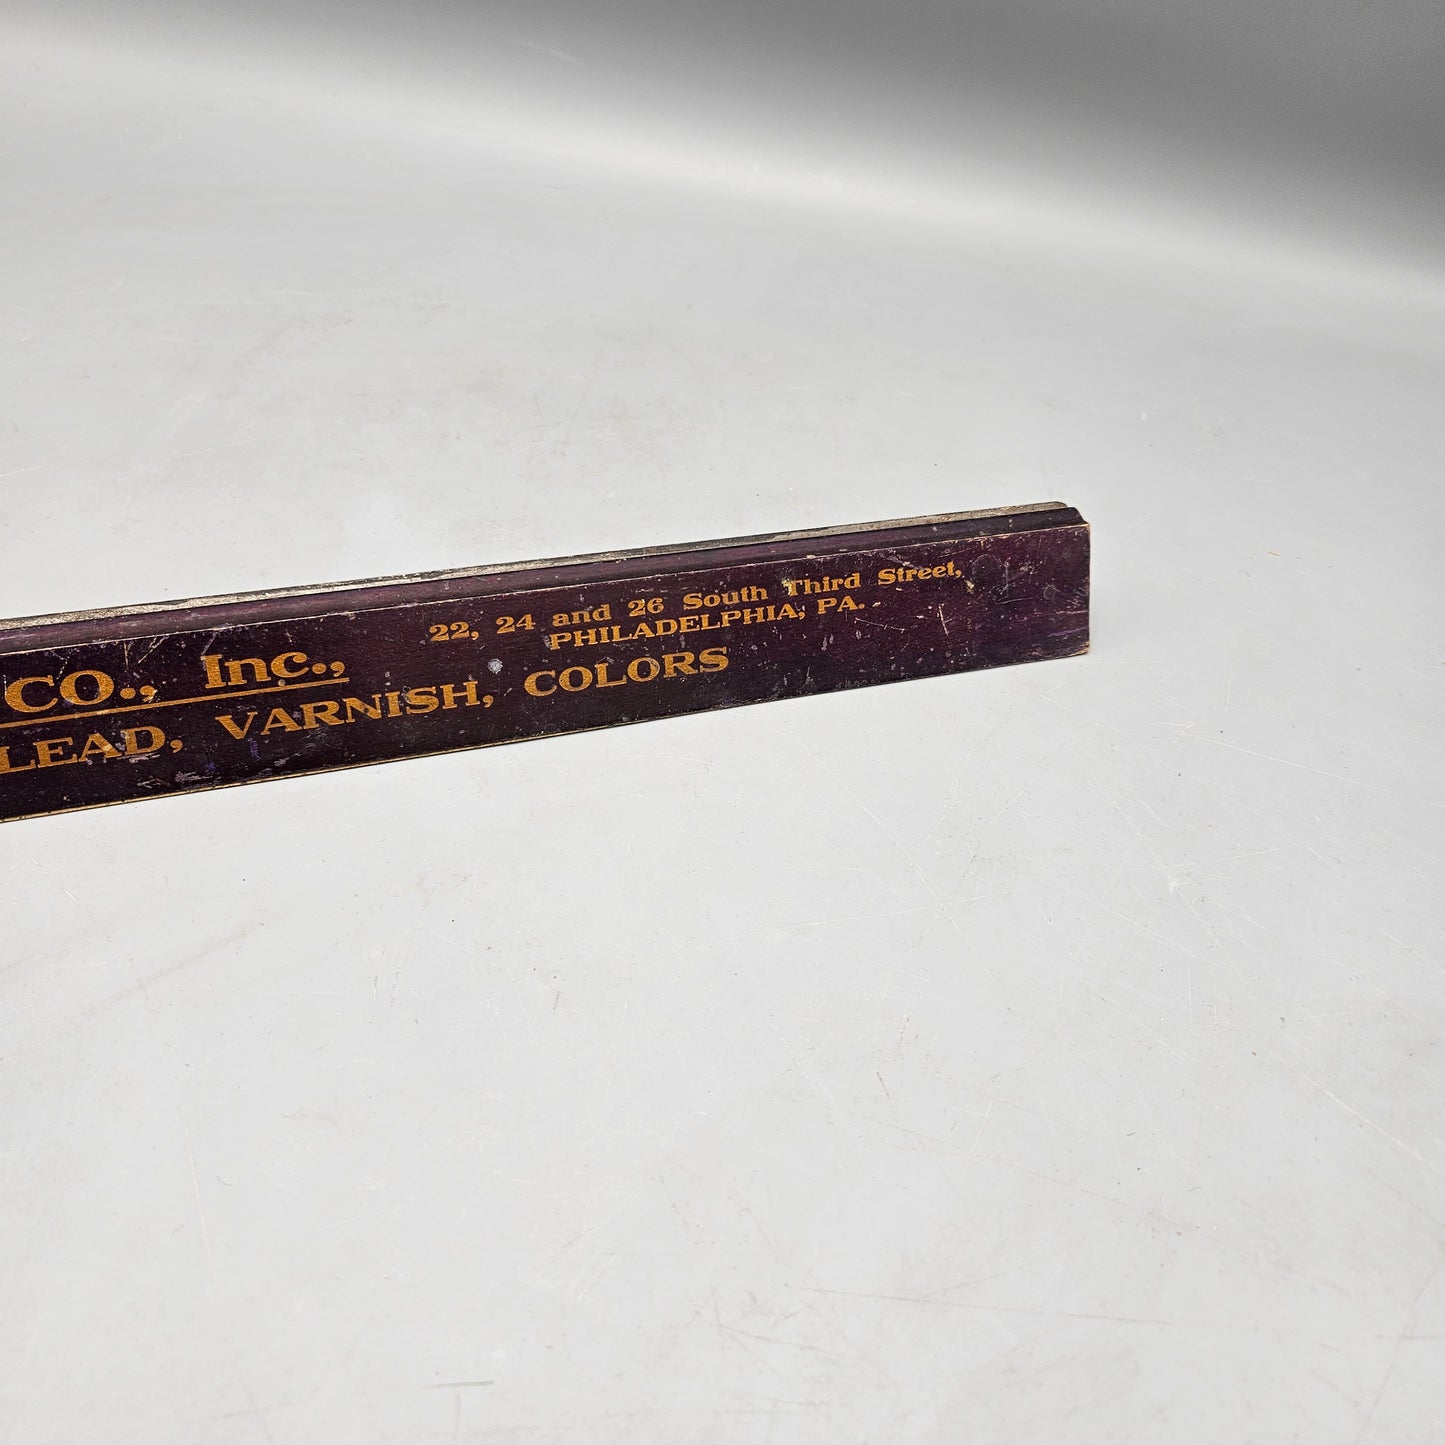 CO., Inc.,
22, 24 and 26 South Third Street,
PHILADELPHIA, PA.
LEAD, VARNISH, COLORS